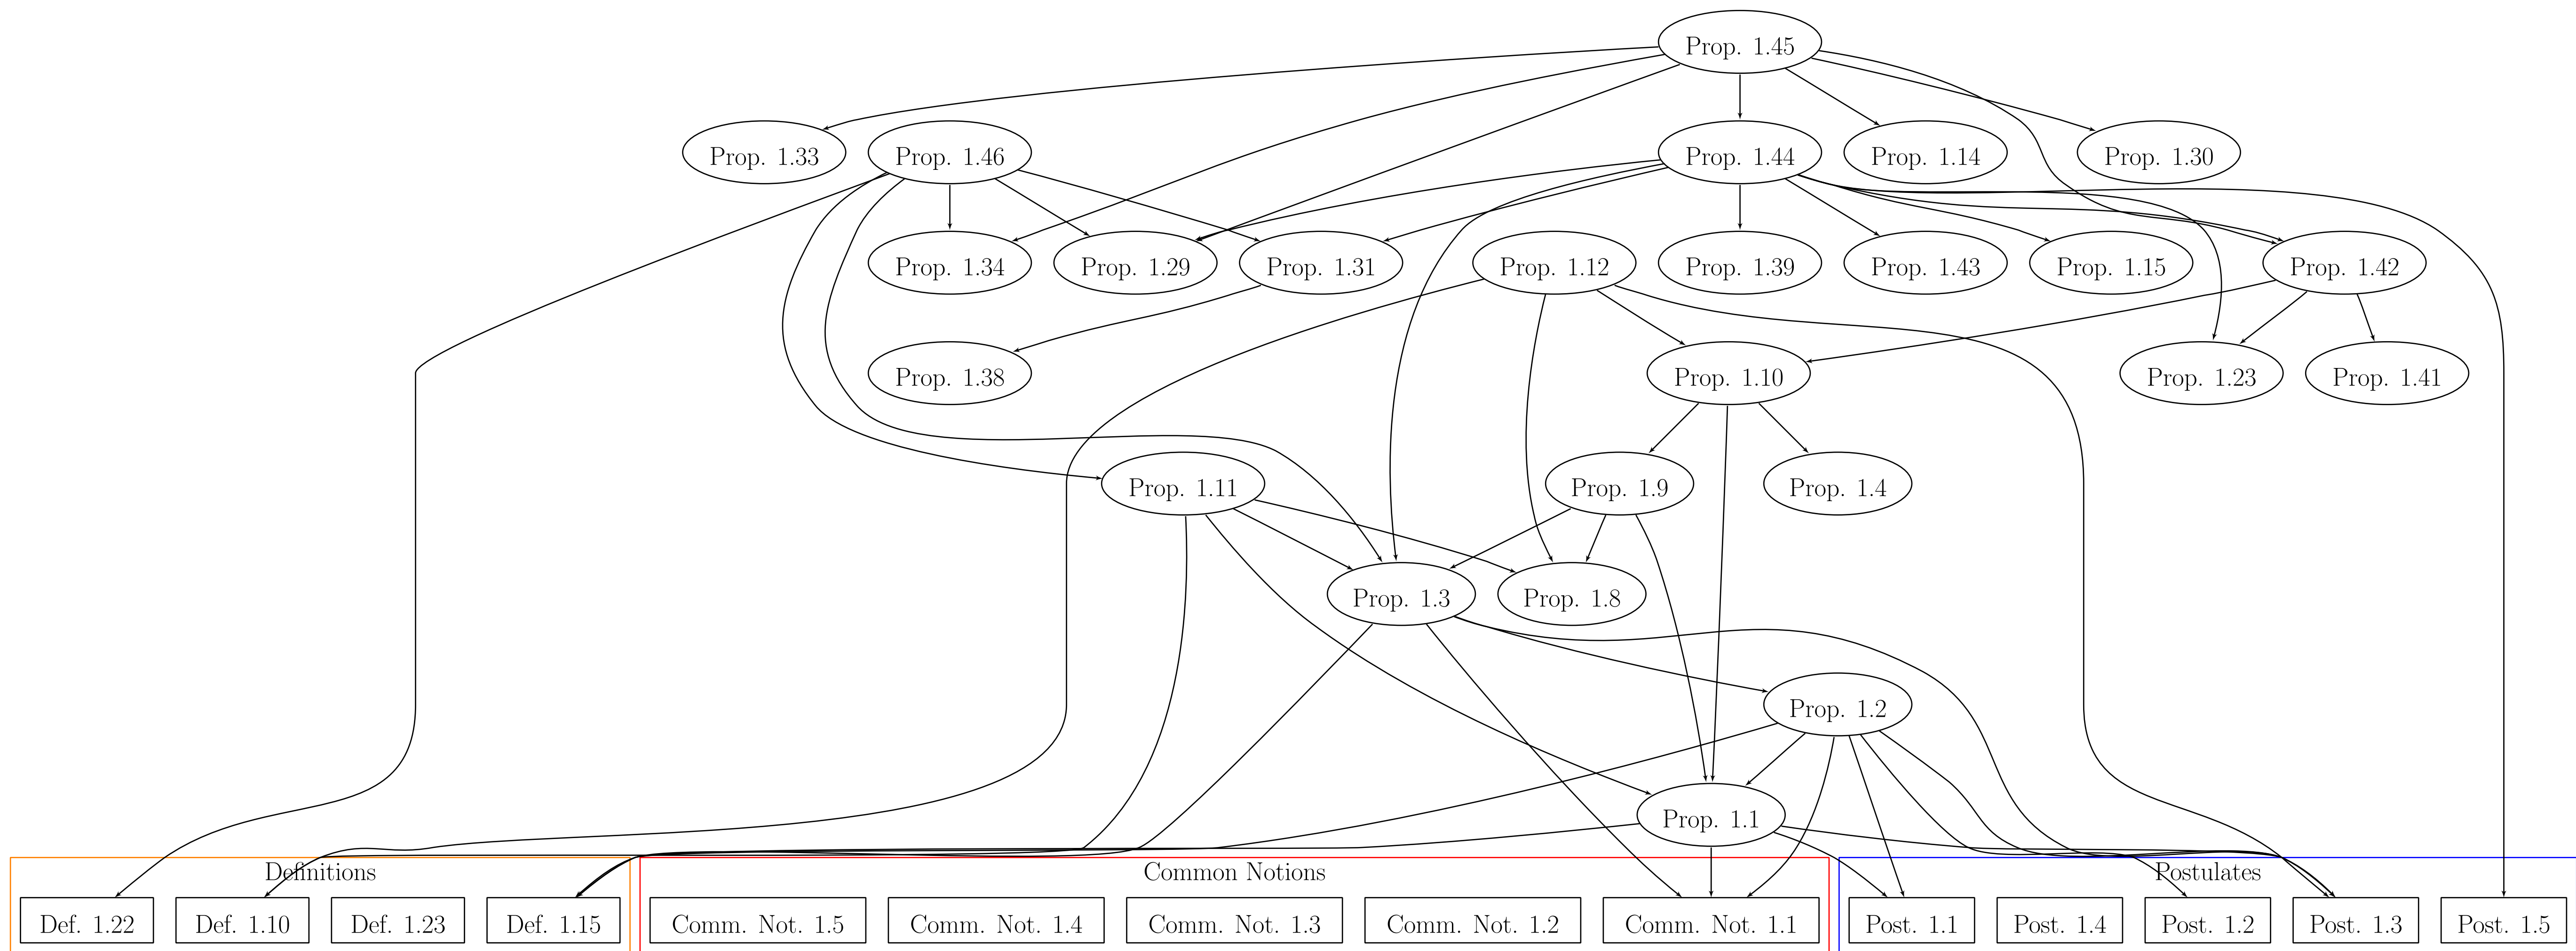 Prop. 1.45
Prop. 1.33
Prop. 1.46
Prop. 1.44
Prop. 1.14
Prop. 1.30
Prop. 1.34
Prop. 1.29
Prop. 1.31
Prop. 1.12
Prop. 1.39
Prop. 1.43
Prop. 1.15
Prop. 1.42
Prop. 1.38
Prop. 1.10
Prop. 1.23
Prop. 1.41
Prop. 1.11
Prop. 1.9
Prop. 1.4
Prop. 1.3
Prop. 1.8
Prop. 1.2
Prop. 1.1
Definitions
Common Notions
Postulates
Def. 1.22
Def. 1.10
Def. 1.23
Def. 1.15
Comm. Not. 1.5
Comm. Not. 1.4
Comm. Not. 1.3
Comm. Not. 1.2
Comm. Not. 1.1
Post. 1.1
Post. 1.4
Post. 1.2
Post. 1.3
Post. 1.5